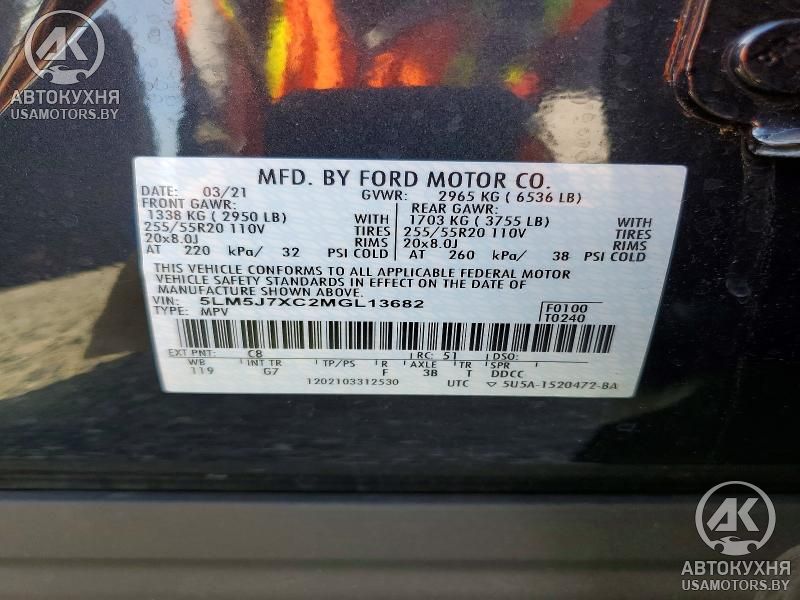 AK
АВТОКУХНЯ
USAMOTORS.BY
MFD. BY FORD MOTOR CO.
DATE: 03/21 GVWR: 2965 KG ( 6536 LB)
FRONT GAWR: REAR GAWR:
1338 KG ( 2950 LB) WITH 1703 KG ( 3755 LB) WITH
255/55R20 110V TIRES 255/55R20 110V TIRES
20x8.0J RIMS 20x8.0J RIMS
AT 220 kPa/ 32 PSI COLD AT 260 kPa/ 38 PSI COLD
THIS VEHICLE CONFORMS TO ALL APPLICABLE FEDERAL MOTOR
VEHICLE SAFETY STANDARDS IN EFFECT ON THE DATE OF
MANUFACTURE SHOWN ABOVE.
VIN: 5LM5J7XC2MGL13682 F0100
TYPE: MPV T0240
EXT PNT: C8 RC: 51 DSO:
WB INT TR TP/PS R AXLE TR SPR
119 G7 F 3B T DDCC
1202103312530 UTC ▽ 5U5A-1520472-BA
AK
АВТОКУХНЯ
USAMOTORS.BY